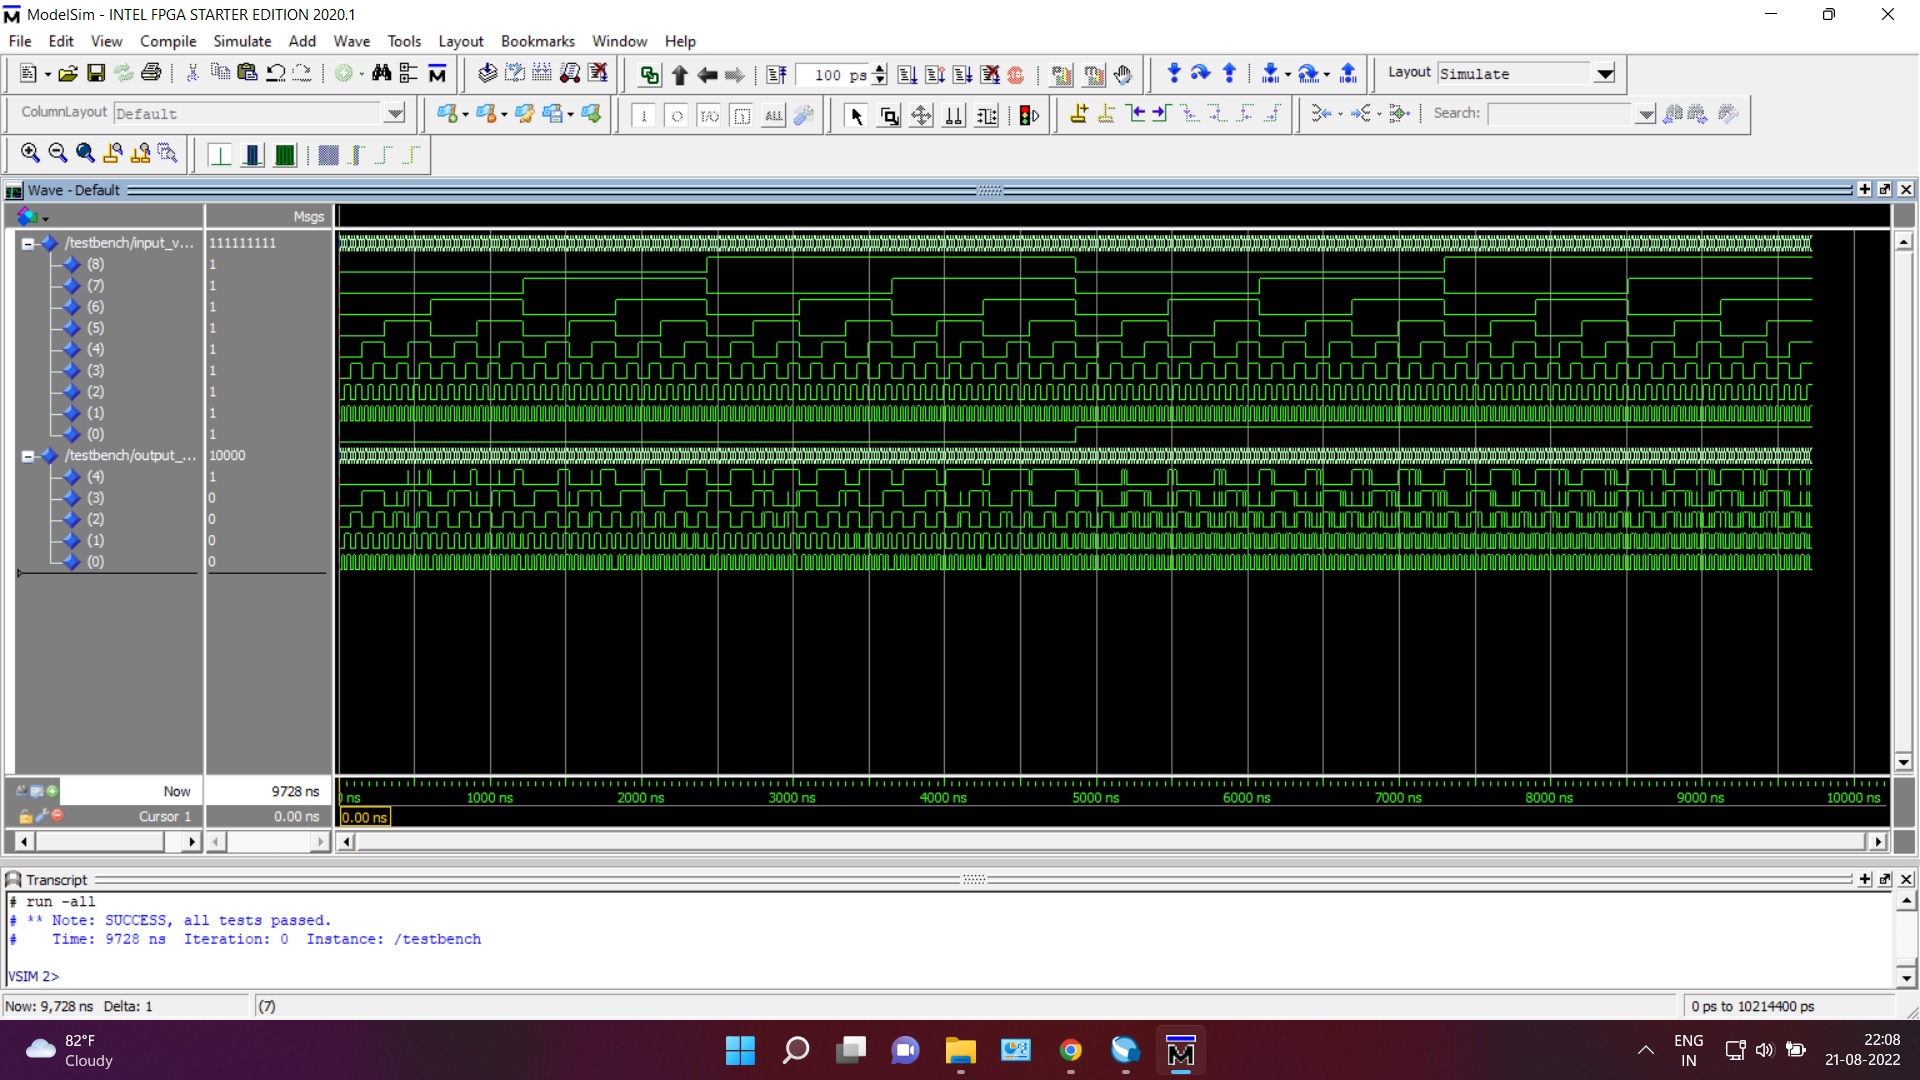 ModelSim - INTEL FPGA STARTER EDITION 2020.1
File Edit View Compile Simulate Add Wave Tools Layout Bookmarks Window Help
100 ps
Layout Simulate
ColumnLayout Default
ALL
Search:
Wave - Default
Msgs
/testbench/input_v... 111111111
(8) 1
(7) 1
(6) 1
(5) 1
(4) 1
(3) 1
(2) 1
(1) 1
(0) 1
/testbench/output_... 10000
(4) 1
(3) 0
(2) 0
(1) 0
(0) 0
Now 9728 ns
ns 1000 ns 2000 ns 3000 ns 4000 ns 5000 ns 6000 ns 7000 ns 8000 ns 9000 ns 10000 ns
Cursor 1 0.00 ns 0.00 ns
Transcript
# run -all
# ** Note: SUCCESS, all tests passed.
# Time: 9728 ns Iteration: 0 Instance: /testbench
VSIM 2>
Now: 9,728 ns Delta: 1 (7) 0 ps to 10214400 ps
82°F
Cloudy
ENG
IN
22:08
21-08-2022